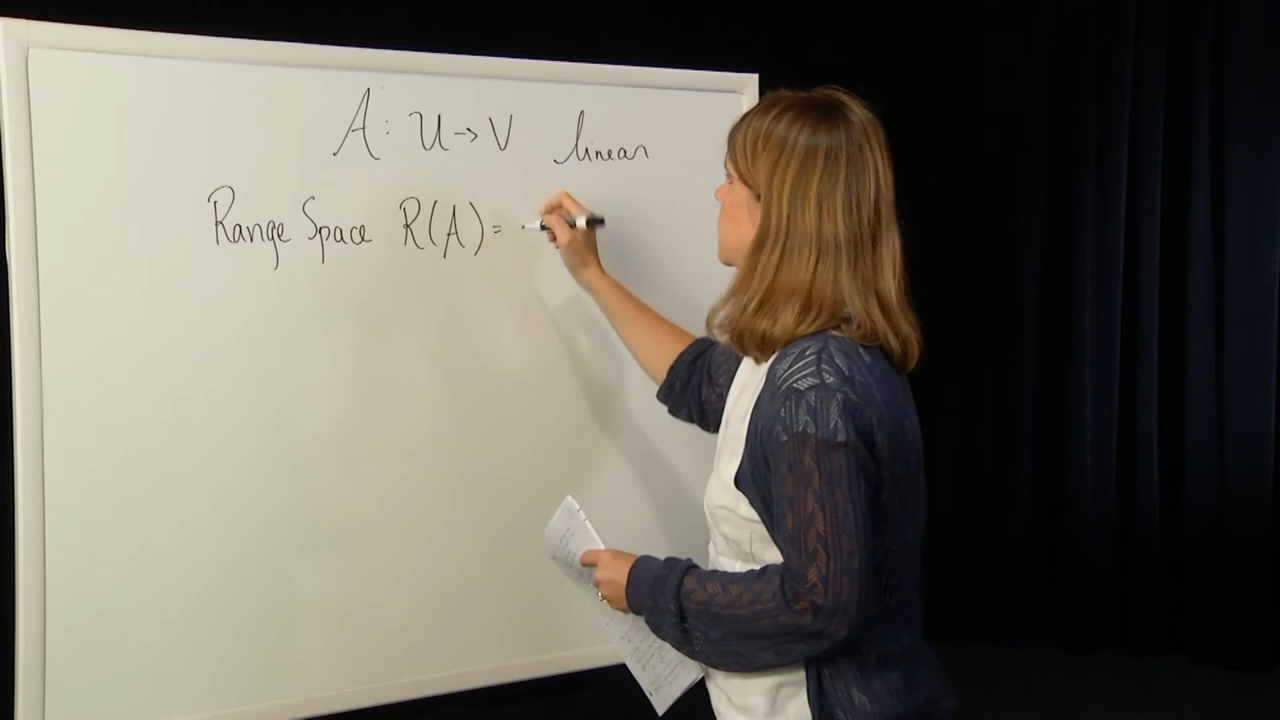 A: U → V linear
Range Space R(A) =